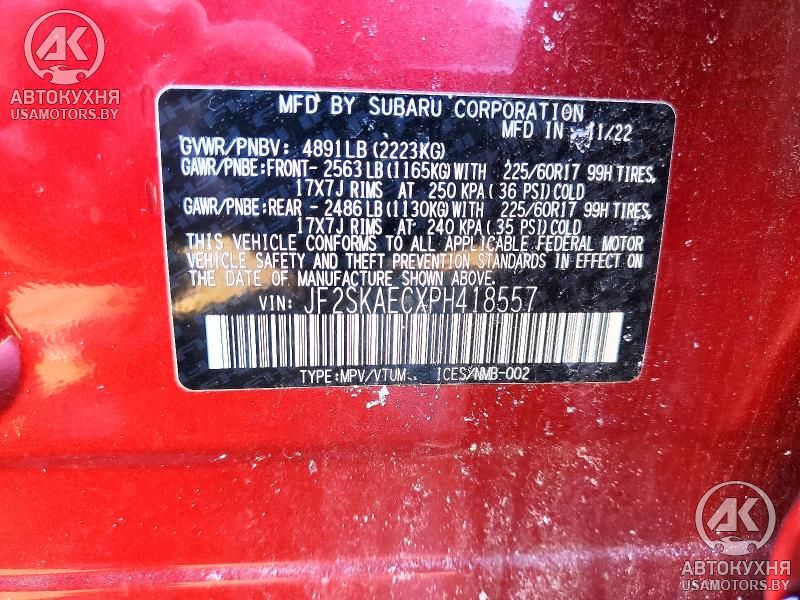 AK
АВТОКУХНЯ
USAMOTORS.BY
MFD BY SUBARU CORPORATION
MFD IN 11/22
GVWR/PNBV: 4891LB(2223KG)
GAWR/PNBE:FRONT- 2563LB(1165KG)WITH 225/60R17 99H TIRES,
17X7J RIMS AT 250 KPA( 36 PSI)COLD
GAWR/PNBE:REAR - 2486LB(1130KG)WITH 225/60R17 99H TIRES,
17X7J RIMS AT 240 KPA( 35 PSI)COLD
THIS VEHICLE CONFORMS TO ALL APPLICABLE FEDERAL MOTOR
VEHICLE SAFETY AND THEFT PREVENTION STANDARDS IN EFFECT ON
THE DATE OF MANUFACTURE SHOWN ABOVE.
VIN: JF2SKAECXPH418557
TYPE:MPV/VTUM ICES/NMB-002
AK
АВТОКУХНЯ
USAMOTORS.BY